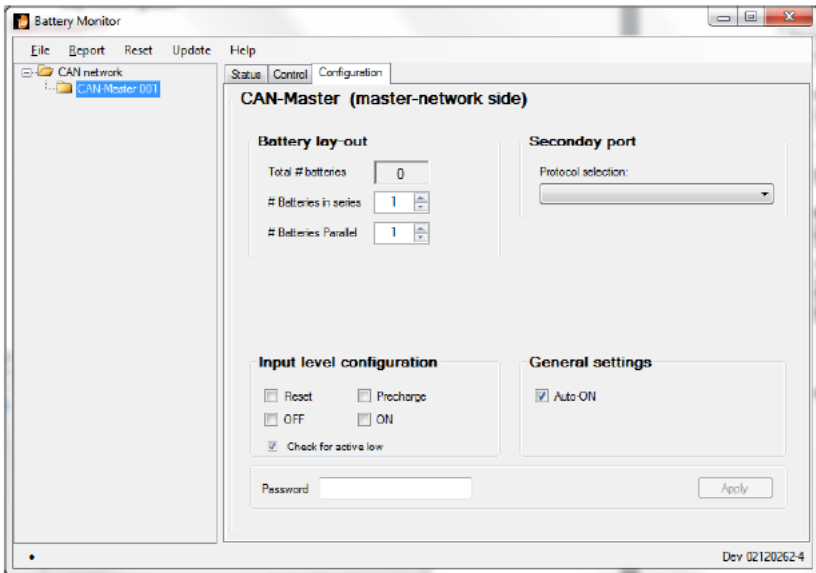 Battery Monitor
File Report Reset Update Help
CAN network
CAN-Master 001
Status Control Configuration
CAN-Master (master-network side)
Battery lay-out
Total # batteries 0
# Batteries in series 1
# Batteries Parallel 1
Seconday port
Protocol selection:
Input level configuration
Reset Precharge
OFF ON
Check for active low
General settings
Auto ON
Password
Apply
Dev 02120262-4